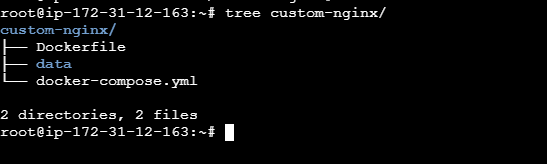 root@ip-172-31-12-163:~# tree custom-nginx/
custom-nginx/
├── Dockerfile
├── data
└── docker-compose.yml

2 directories, 2 files
root@ip-172-31-12-163:~#